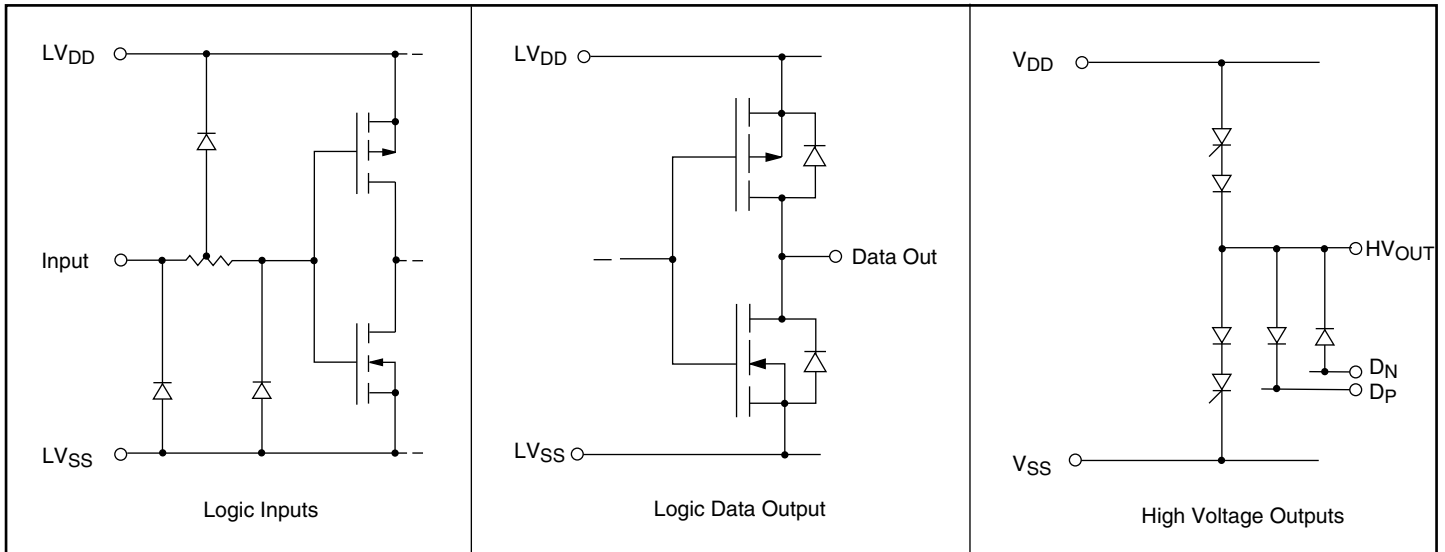 LVDD
Input
LVSS
Logic Inputs
LVDD
Data Out
LVSS
Logic Data Output
VDD
HVOUT
DN
DP
VSS
High Voltage Outputs